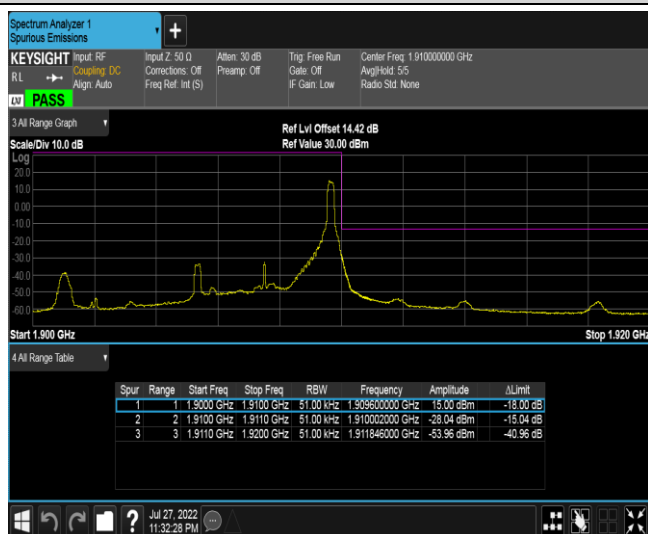 Spectrum Analyzer 1
Spurious Emissions
+
KEYSIGHT Input: RF Input Z: 50 Ω Atten: 30 dB Trig: Free Run Center Freq: 1.910000000 GHz
RL Coupling: DC Corrections: Off Preamp: Off Gate: Off Avg|Hold: 5/5
Align: Auto Freq Ref: Int (S) IF Gain: Low Radio Std: None
LXI PASS
3 All Range Graph
Ref Lvl Offset 14.42 dB
Scale/Div 10.0 dB Ref Value 30.00 dBm
Log
20.0
10.0
0.00
-10.0
-20.0
-30.0
-40.0
-50.0
-60.0
Start 1.900 GHz Stop 1.920 GHz
4 All Range Table
Spur Range Start Freq Stop Freq RBW Frequency Amplitude ΔLimit
1 1 1.9000 GHz 1.9100 GHz 51.00 kHz 1.909600000 GHz 15.00 dBm -18.00 dB
2 2 1.9100 GHz 1.9110 GHz 51.00 kHz 1.910002000 GHz -28.04 dBm -15.04 dB
3 3 1.9110 GHz 1.9200 GHz 51.00 kHz 1.911846000 GHz -53.96 dBm -40.96 dB
? Jul 27, 2022
11:32:28 PM